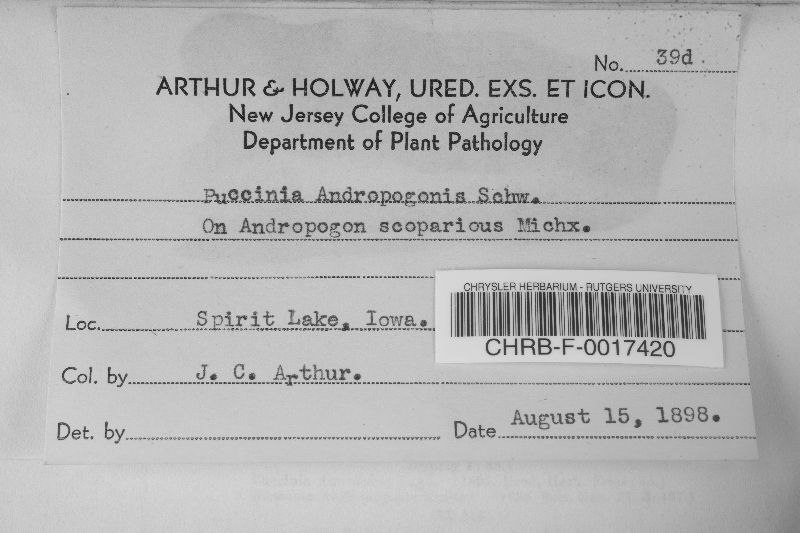 No. 39d.
ARTHUR & HOLWAY, URED. EXS. ET ICON.
New Jersey College of Agriculture
Department of Plant Pathology
Puccinia Andropogonis Schw.
On Andropogon scoparious Michx.
CHRYSLER HERBARIUM - RUTGERS UNIVERSITY
CHRB-F-0017420
Loc. Spirit Lake, Iowa.
Col. by J. C. Arthur.
Det. by
Date August 15, 1898.